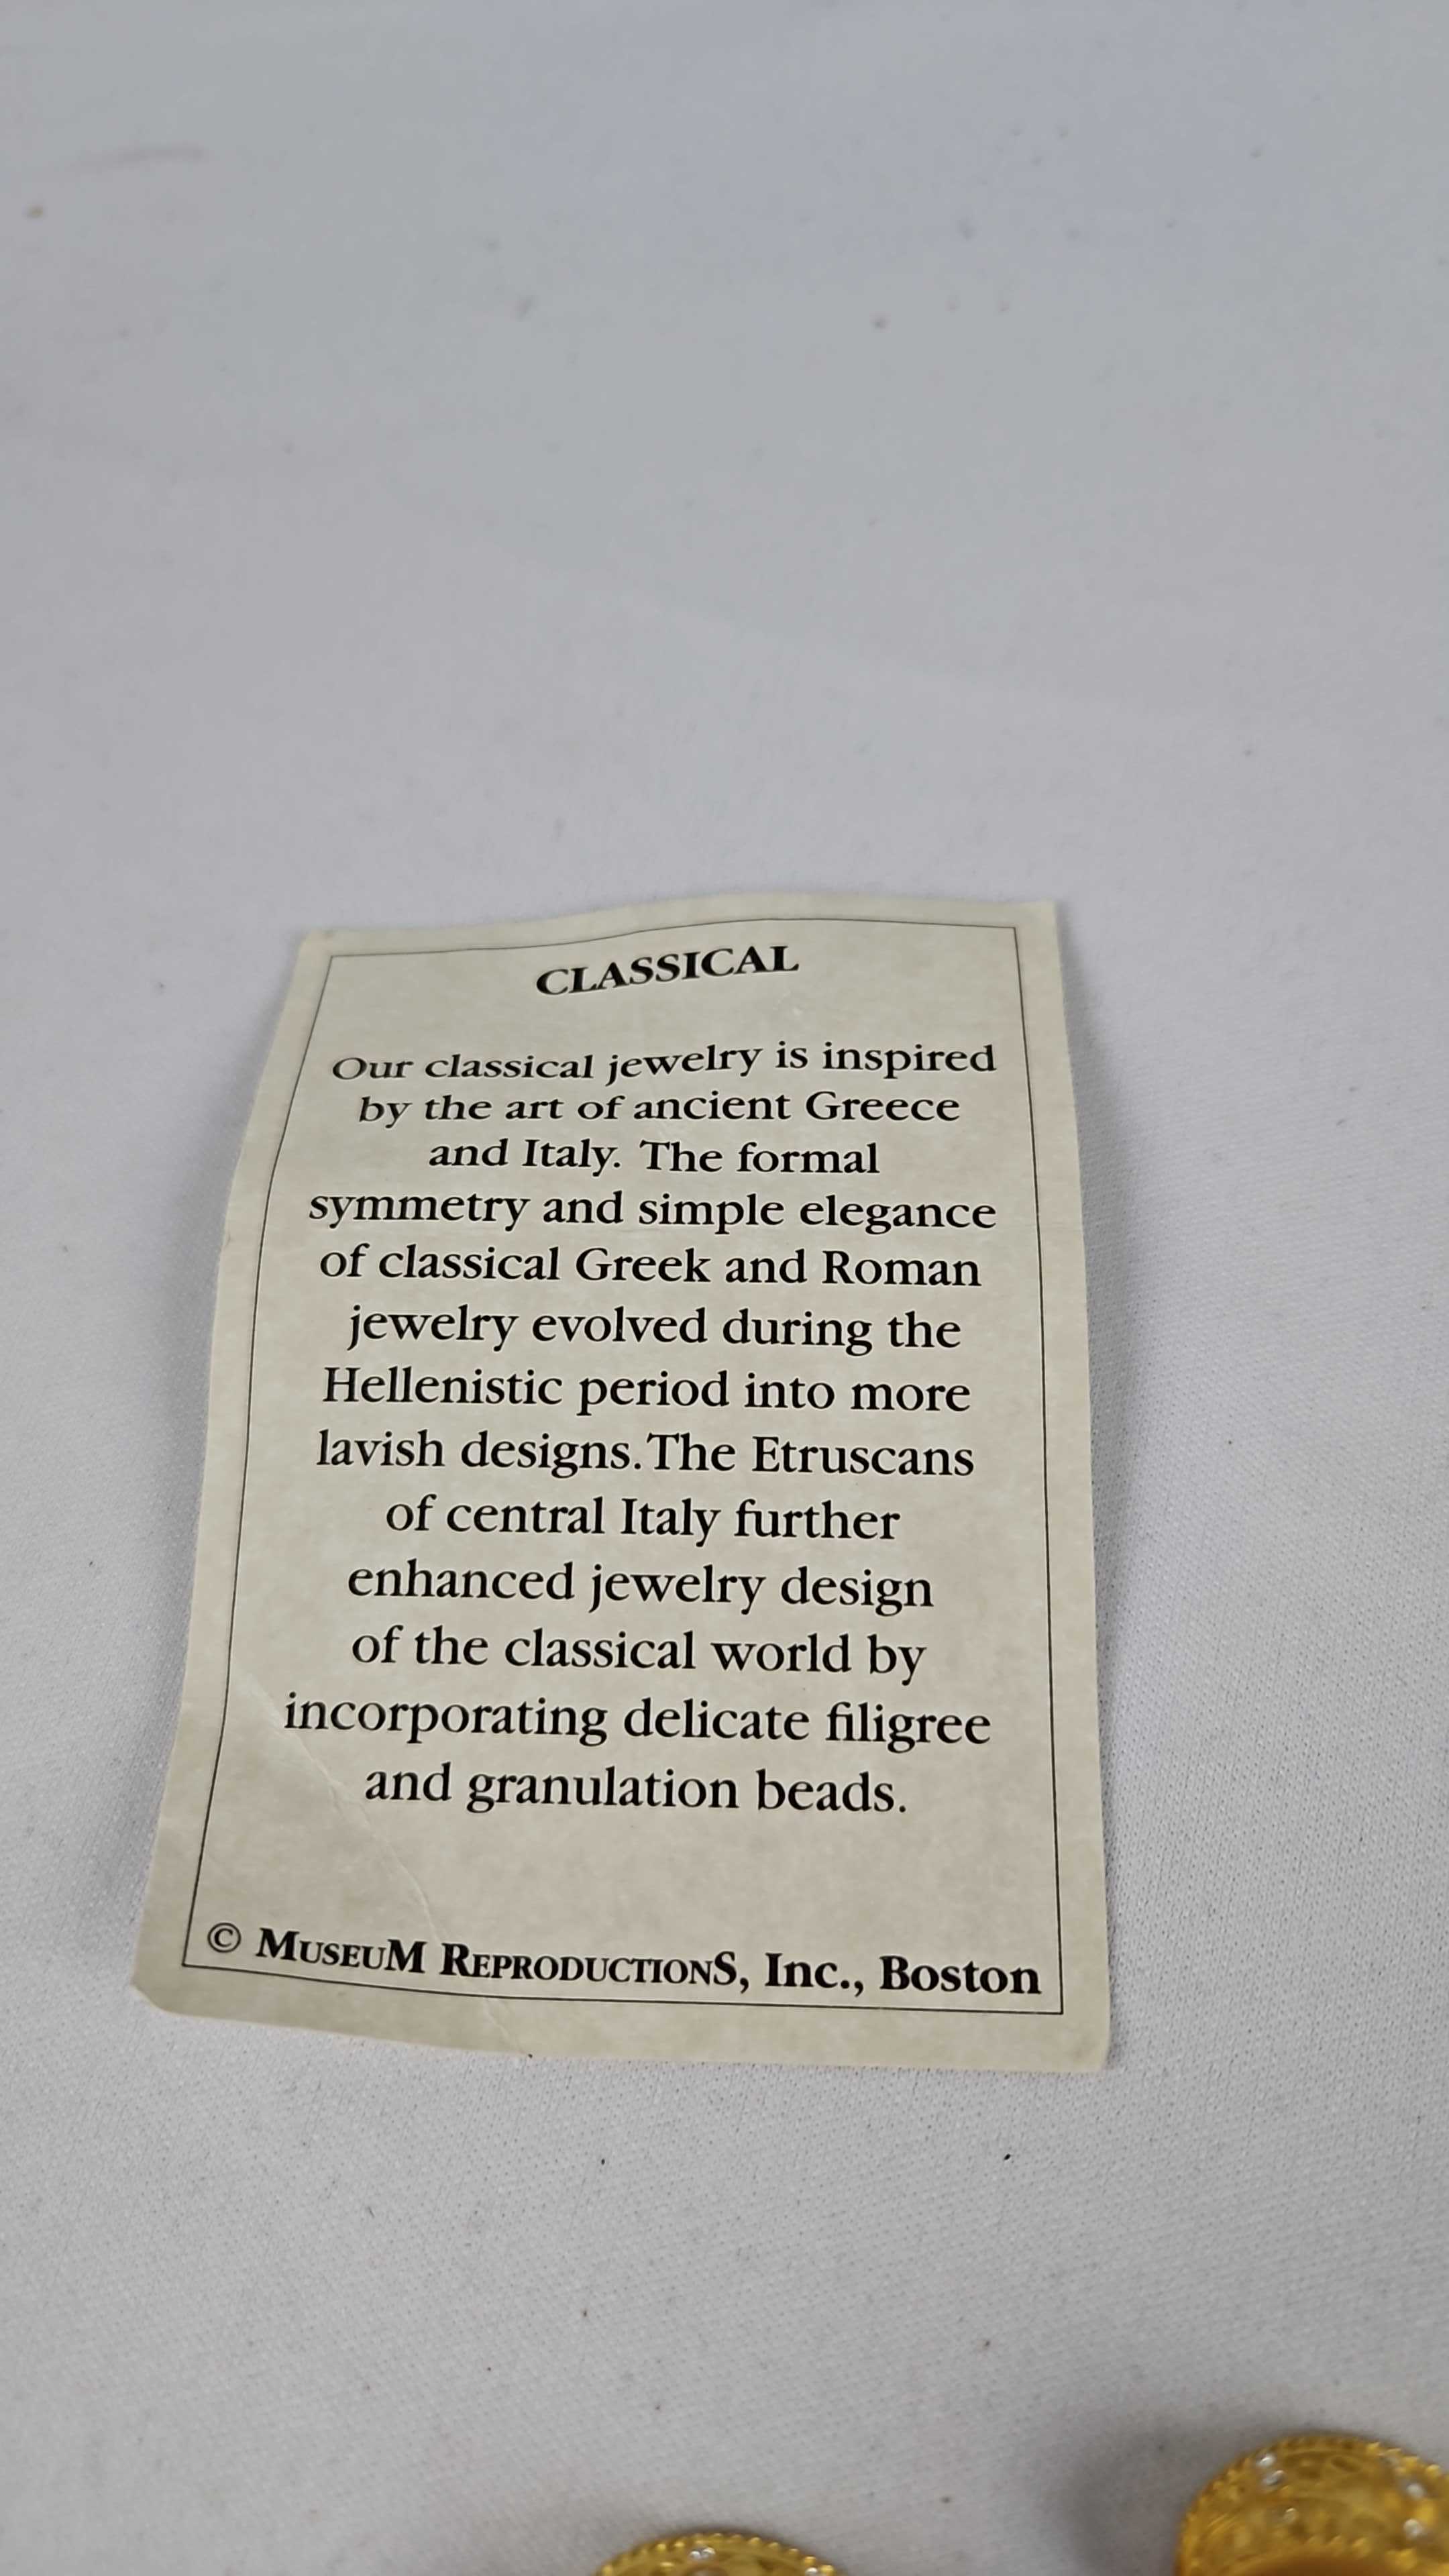 CLASSICAL
Our classical jewelry is inspired
by the art of ancient Greece
and Italy. The formal
symmetry and simple elegance
of classical Greek and Roman
jewelry evolved during the
Hellenistic period into more
lavish designs. The Etruscans
of central Italy further
enhanced jewelry design
of the classical world by
incorporating delicate filigree
and granulation beads.
© MUSEUM REPRODUCTIONS, Inc., Boston